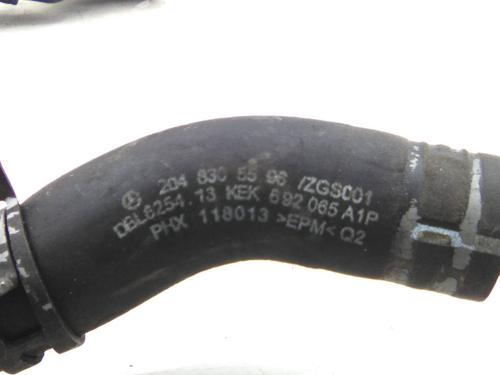 204 830 55 96 /ZGS001
DBL6254.13 KEK 692 065 A1P
PHX 118013 >EPM< Q2